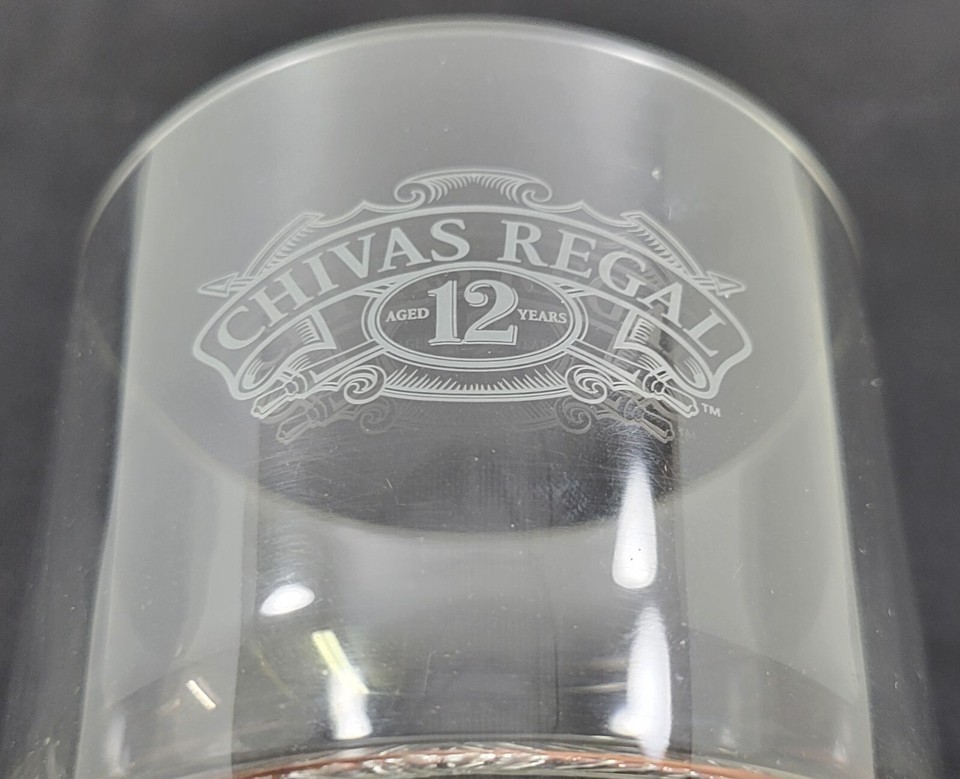 CHIVAS REGAL
AGED 12 YEARS
TM